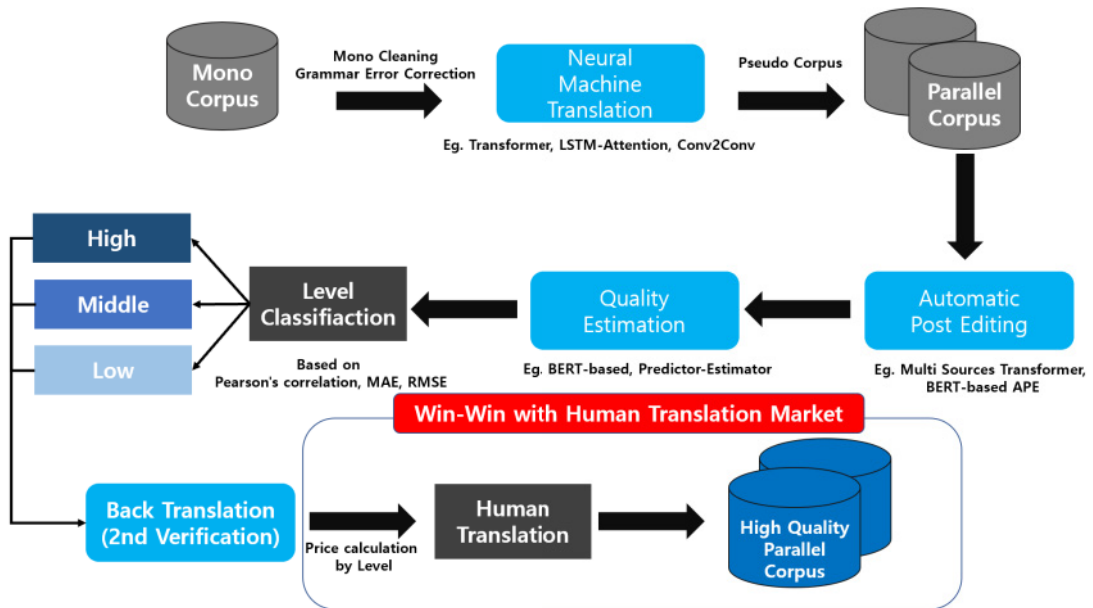 Mono
Corpus
Mono Cleaning
Grammar Error Correction
Neural
Machine
Translation
Eg. Transformer, LSTM-Attention, Conv2Conv
Pseudo Corpus
Parallel
Corpus
High
Middle
Low
Level
Classifiaction
Based on
Pearson's correlation, MAE, RMSE
Quality
Estimation
Eg. BERT-based, Predictor-Estimator
Automatic
Post Editing
Eg. Multi Sources Transformer,
BERT-based APE
Win-Win with Human Translation Market
Back Translation
(2nd Verification)
Price calculation
by Level
Human
Translation
High Quality
Parallel
Corpus